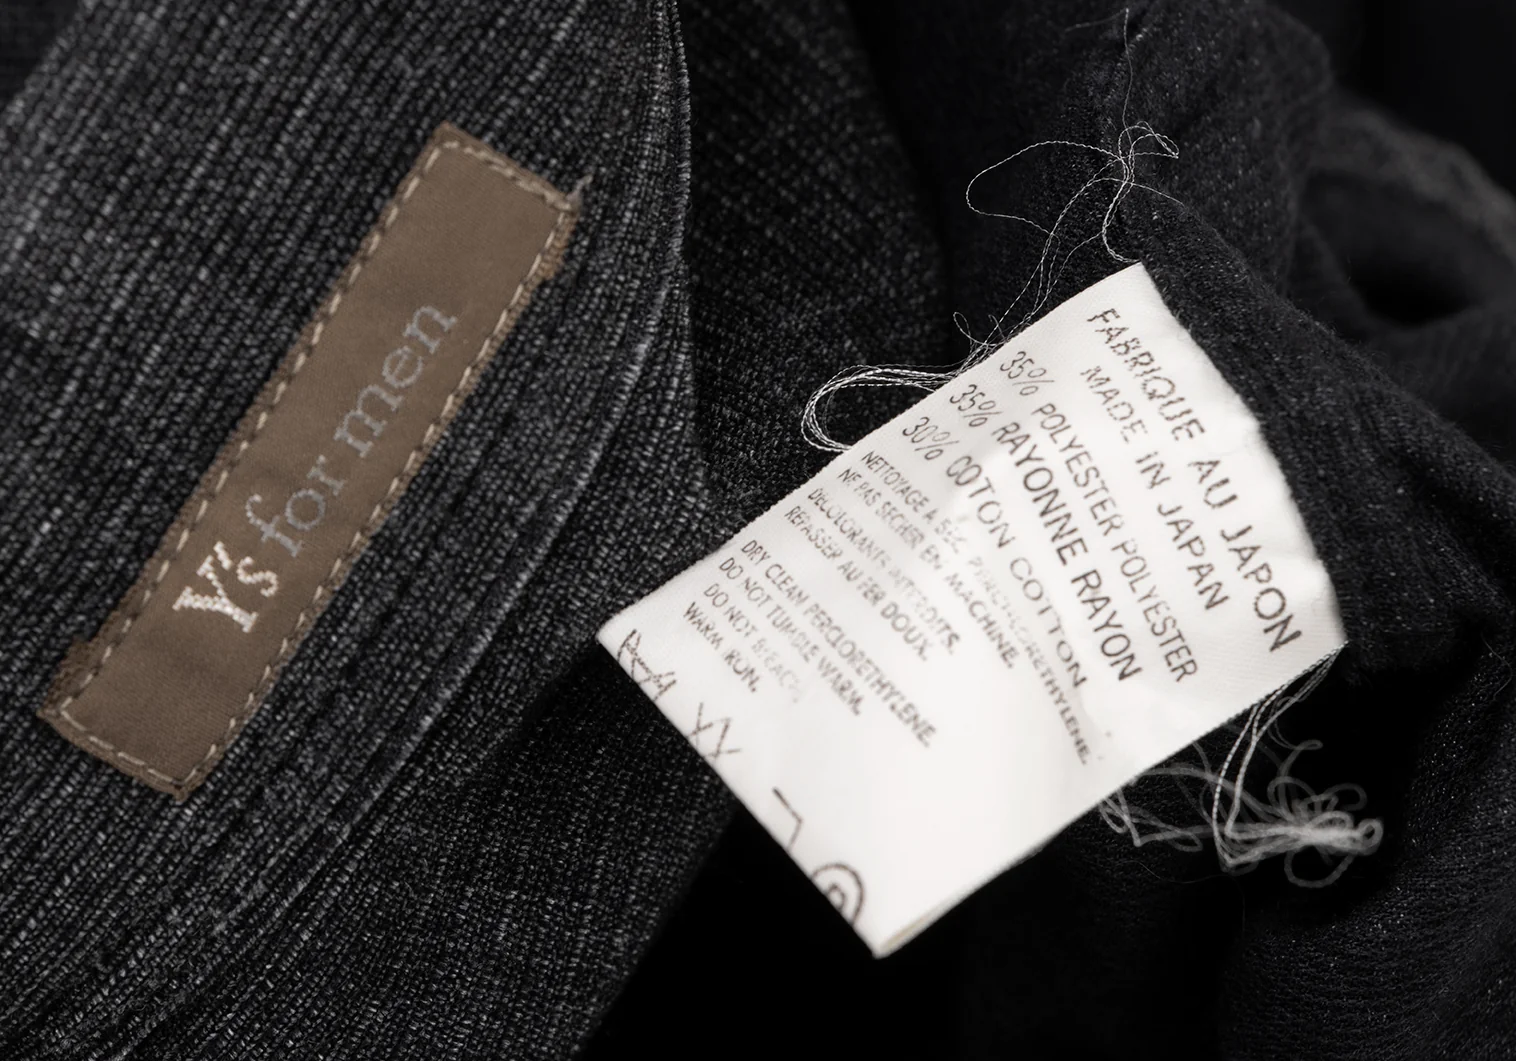 Y's for men
FABRIQUE AU JAPON
MADE IN JAPAN
35% POLYESTER POLYESTER
35% RAYONNE RAYON
30% COTON COTTON
NETTOYAGE A SEC PERCHLORETHYLENE.
NE PAS SECHER EN MACHINE.
DECOLORANTS INTERDITS.
REPASSER AU FER DOUX.
DRY CLEAN PERCLORETHYLENE.
DO NOT TUMBLE WARM.
DO NOT BLEACH.
WARM IRON.